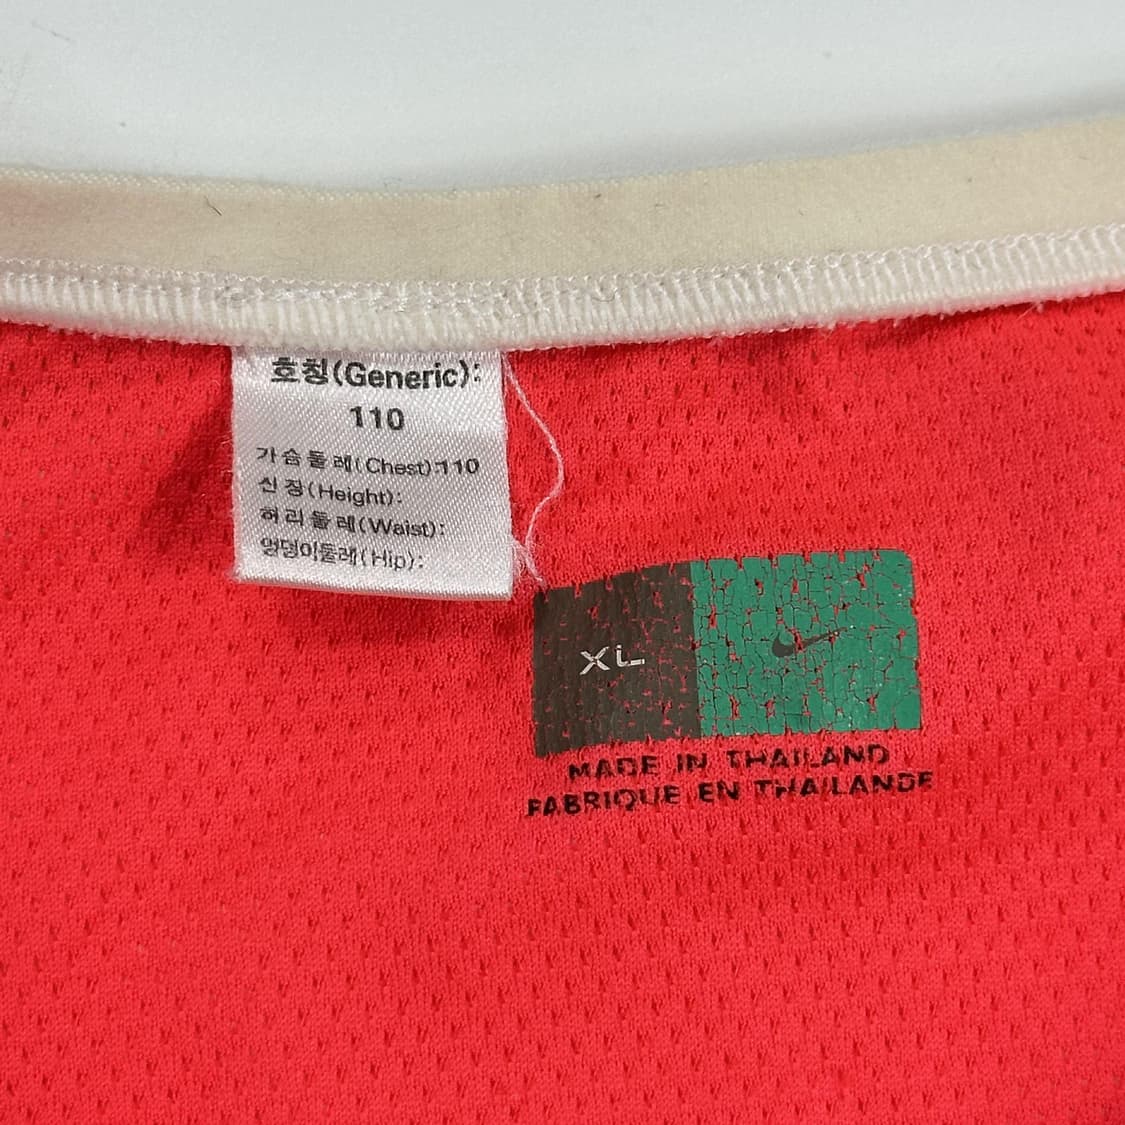 호칭(Generic):
110
가슴둘레(Chest):110
신장(Height):
허리둘레(Waist):
엉덩이둘레(Hip):
XL
MADE IN THAILAND
FABRIQUE EN THAILANDE